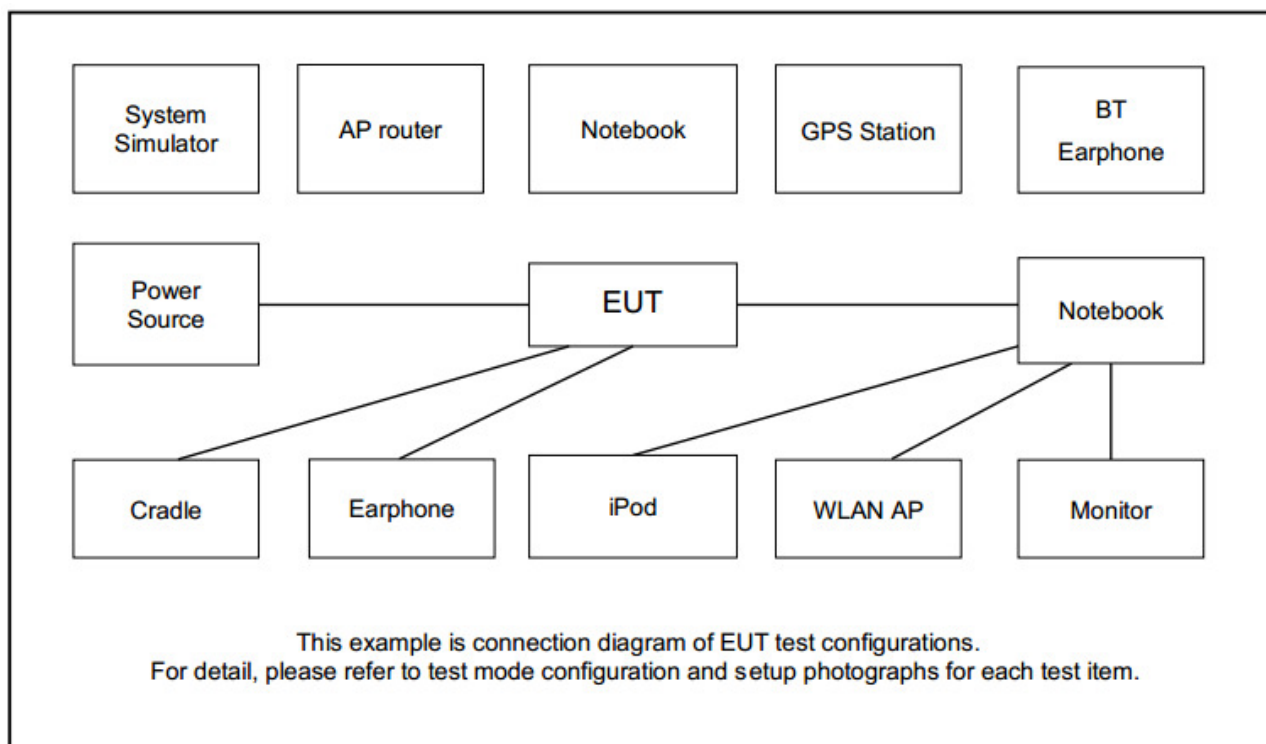 System
Simulator
AP router
Notebook
GPS Station
BT
Earphone
Power
Source
EUT
Notebook
Cradle
Earphone
iPod
WLAN AP
Monitor
This example is connection diagram of EUT test configurations.
For detail, please refer to test mode configuration and setup photographs for each test item.